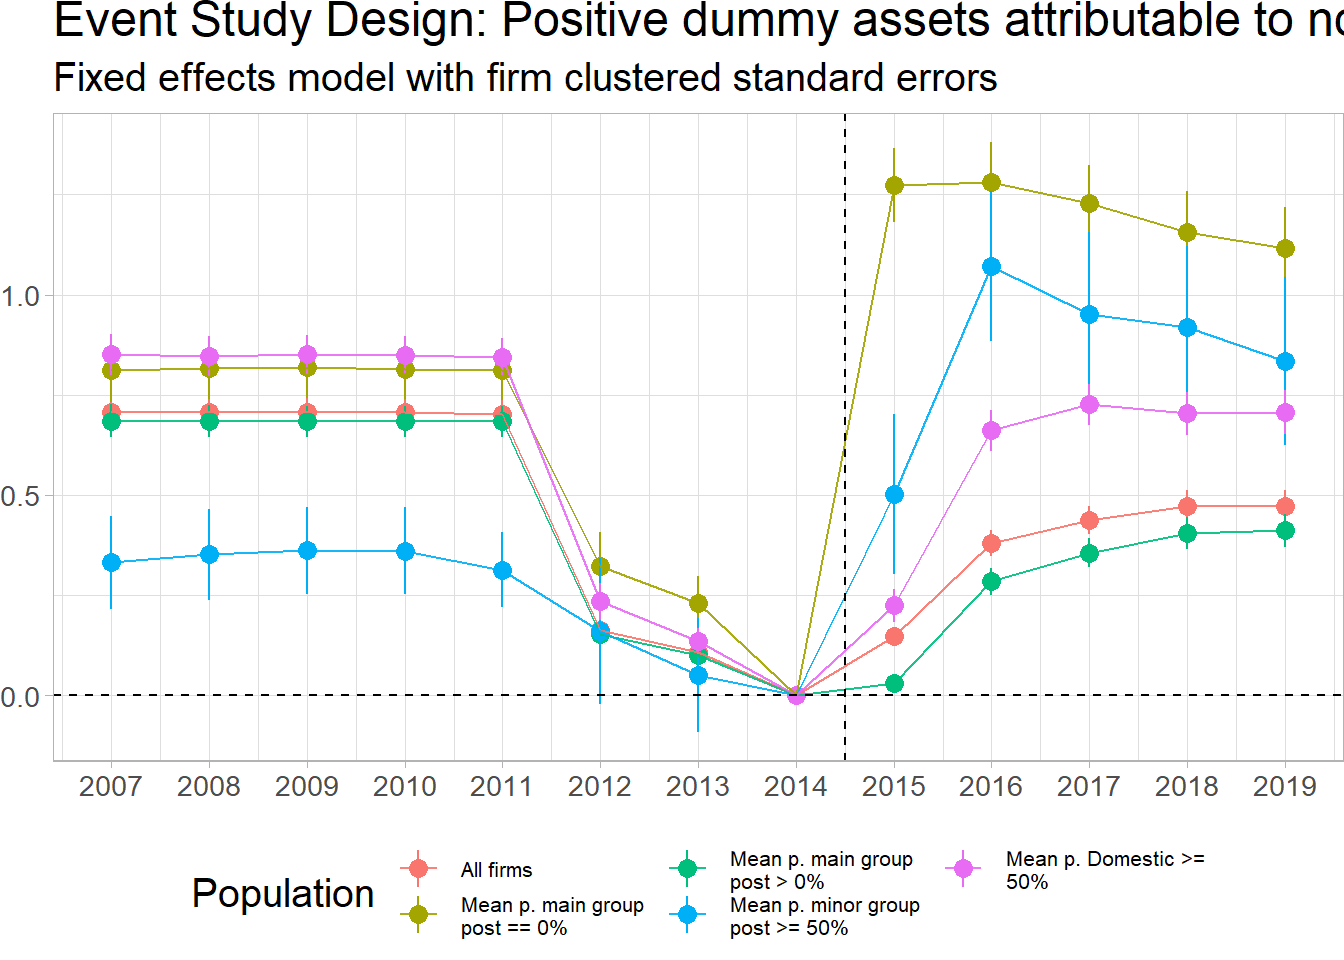 Event Study Design: Positive dummy assets attributable to
Fixed effects model with firm clustered standard errors
1.0
0.5
0.0
2007 2008 2009 2010 2011 2012 2013 2014 2015 2016 2017 2018 2019
Population
All firms
Mean p. main group
post == 0%
Mean p. main group
post > 0%
Mean p. minor group
post >= 50%
Mean p. Domestic >=
50%